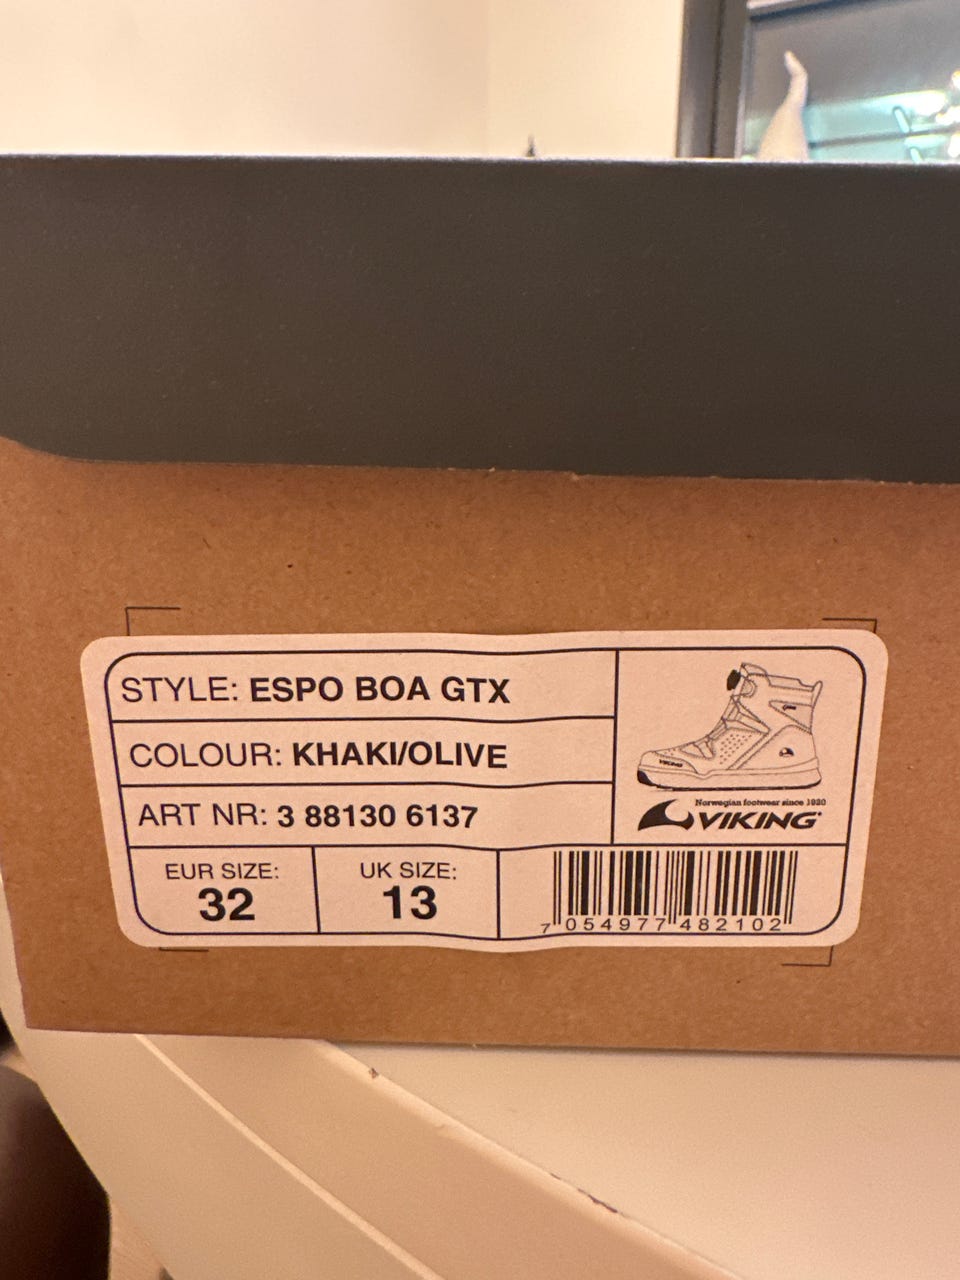 STYLE: ESPO BOA GTX
COLOUR: KHAKI/OLIVE
ART NR: 3 88130 6137
EUR SIZE:
32
UK SIZE:
13
VIKING
Norwegian footwear since 1920
VIKING
7 054977 482102